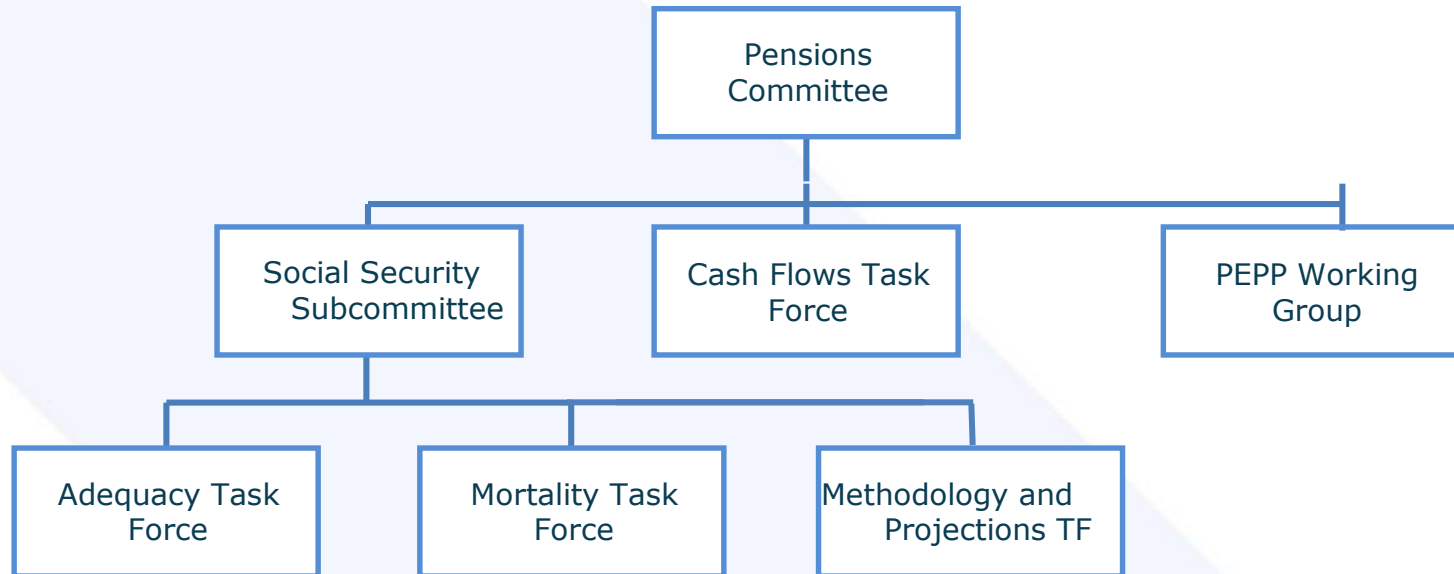 Pensions
Committee
Social Security
Subcommittee
Cash Flows Task
Force
PEPP Working
Group
Adequacy Task
Force
Mortality Task
Force
Methodology and
Projections TF